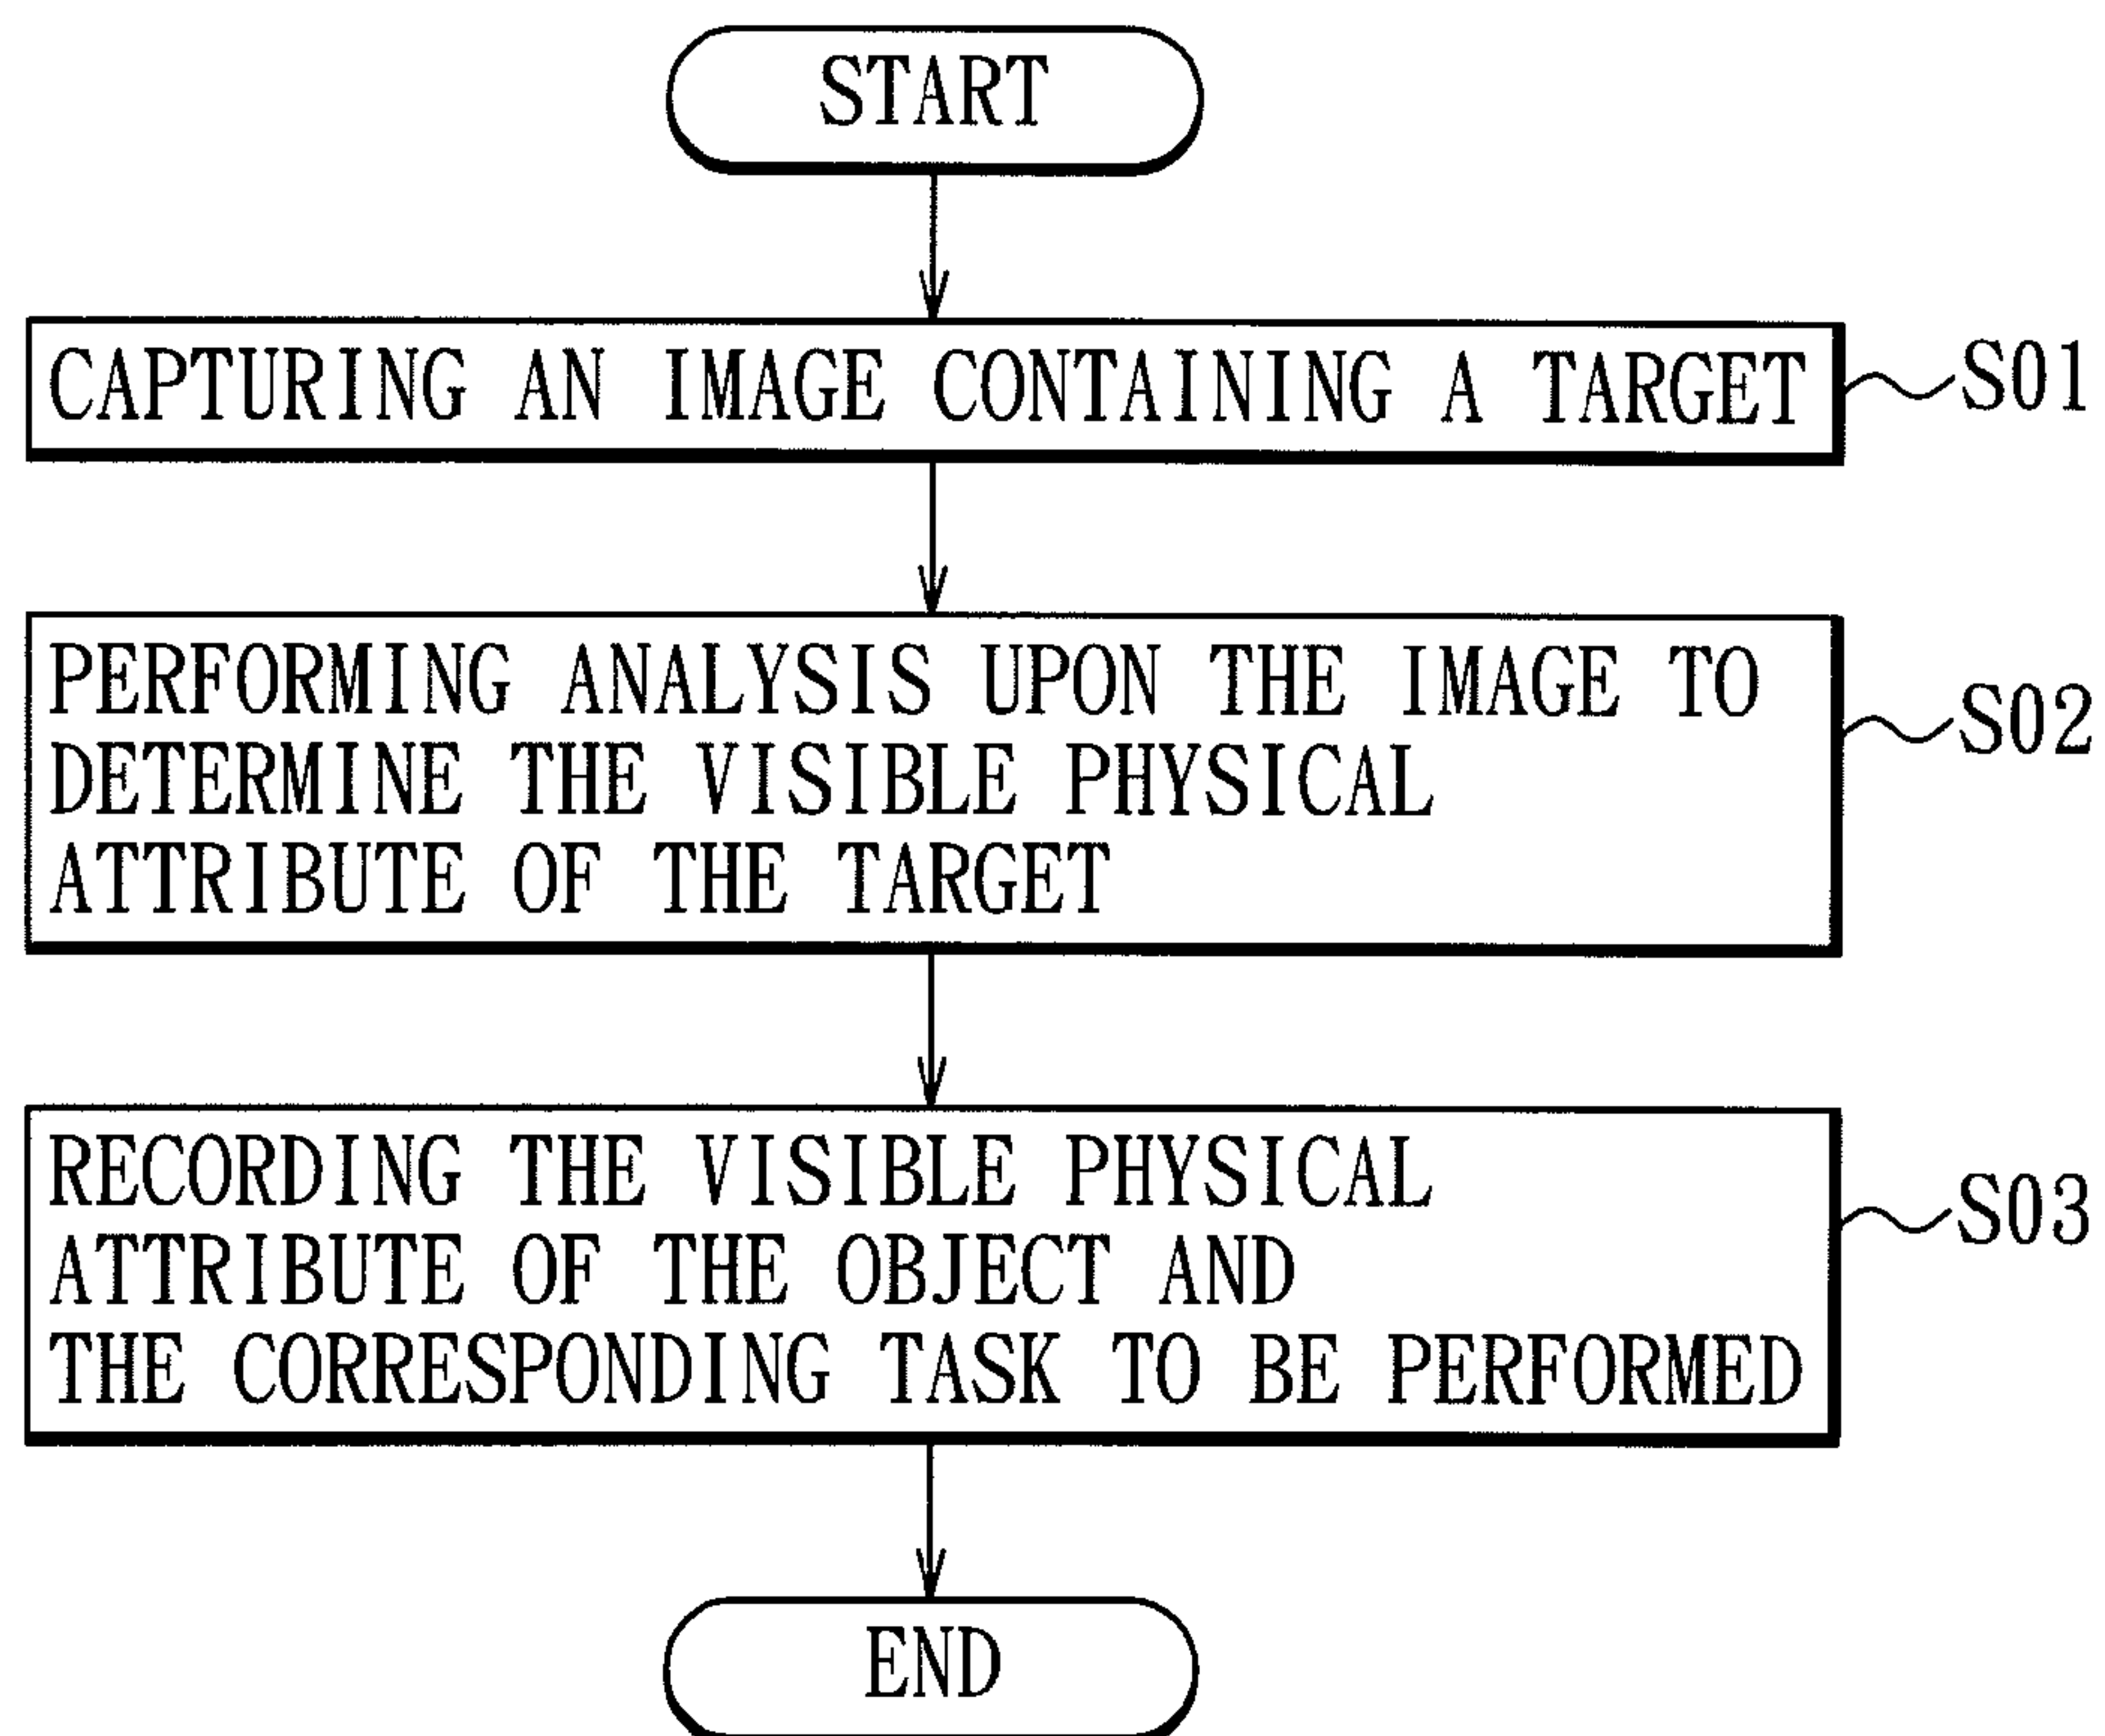 START
CAPTURING AN IMAGE CONTAINING A TARGET
S01
PERFORMING ANALYSIS UPON THE IMAGE TO
DETERMINE THE VISIBLE PHYSICAL
ATTRIBUTE OF THE TARGET
S02
RECORDING THE VISIBLE PHYSICAL
ATTRIBUTE OF THE OBJECT AND
THE CORRESPONDING TASK TO BE PERFORMED
S03
END